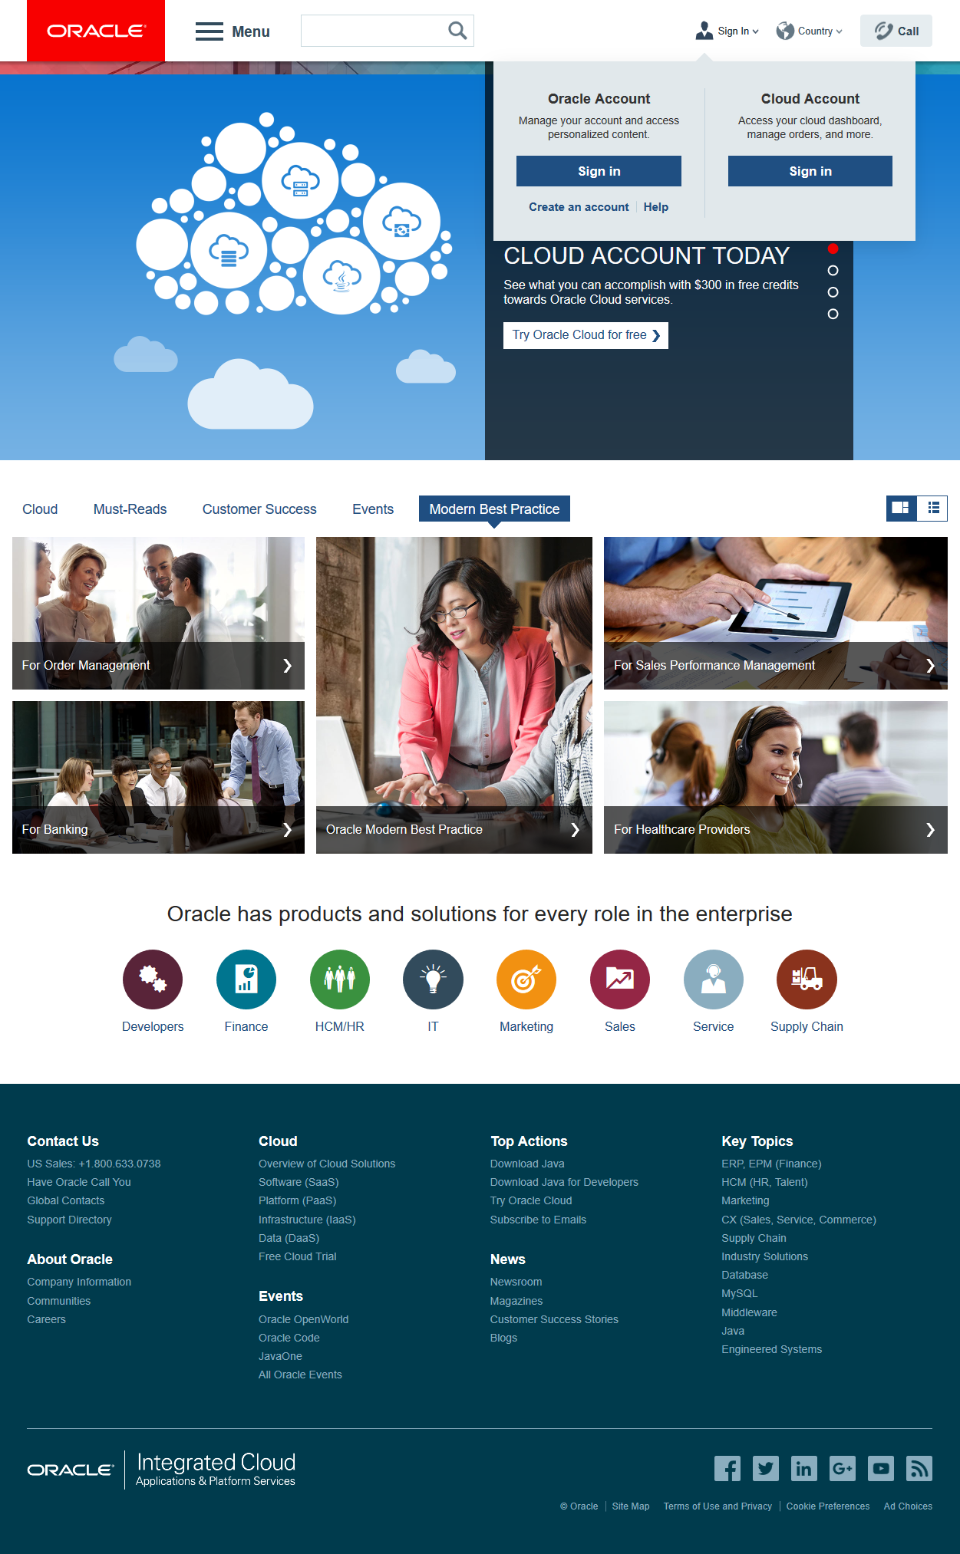 ORACLE
Menu
Sign In
Country
Call
Oracle Account
Manage your account and access
personalized content.
Sign in
Create an account | Help
Cloud Account
Access your cloud dashboard,
manage orders, and more.
Sign in
CLOUD ACCOUNT TODAY
See what you can accomplish with $300 in free credits
towards Oracle Cloud services.
Try Oracle Cloud for free
Cloud
Must-Reads
Customer Success
Events
Modern Best Practice
For Order Management
For Banking
Oracle Modern Best Practice
For Sales Performance Management
For Healthcare Providers
Oracle has products and solutions for every role in the enterprise
Developers
Finance
HCM/HR
IT
Marketing
Sales
Service
Supply Chain
Contact Us
US Sales: +1.800.633.0738
Have Oracle Call You
Global Contacts
Support Directory
About Oracle
Company Information
Communities
Careers
Cloud
Overview of Cloud Solutions
Software (SaaS)
Platform (PaaS)
Infrastructure (IaaS)
Data (DaaS)
Free Cloud Trial
Events
Oracle OpenWorld
Oracle Code
JavaOne
All Oracle Events
Top Actions
Download Java
Download Java for Developers
Try Oracle Cloud
Subscribe to Emails
News
Newsroom
Magazines
Customer Success Stories
Blogs
Key Topics
ERP, EPM (Finance)
HCM (HR, Talent)
Marketing
CX (Sales, Service, Commerce)
Supply Chain
Industry Solutions
Database
MySQL
Middleware
Java
Engineered Systems
ORACLE
Integrated Cloud
Applications & Platform Services
© Oracle | Site Map Terms of Use and Privacy | Cookie Preferences Ad Choices